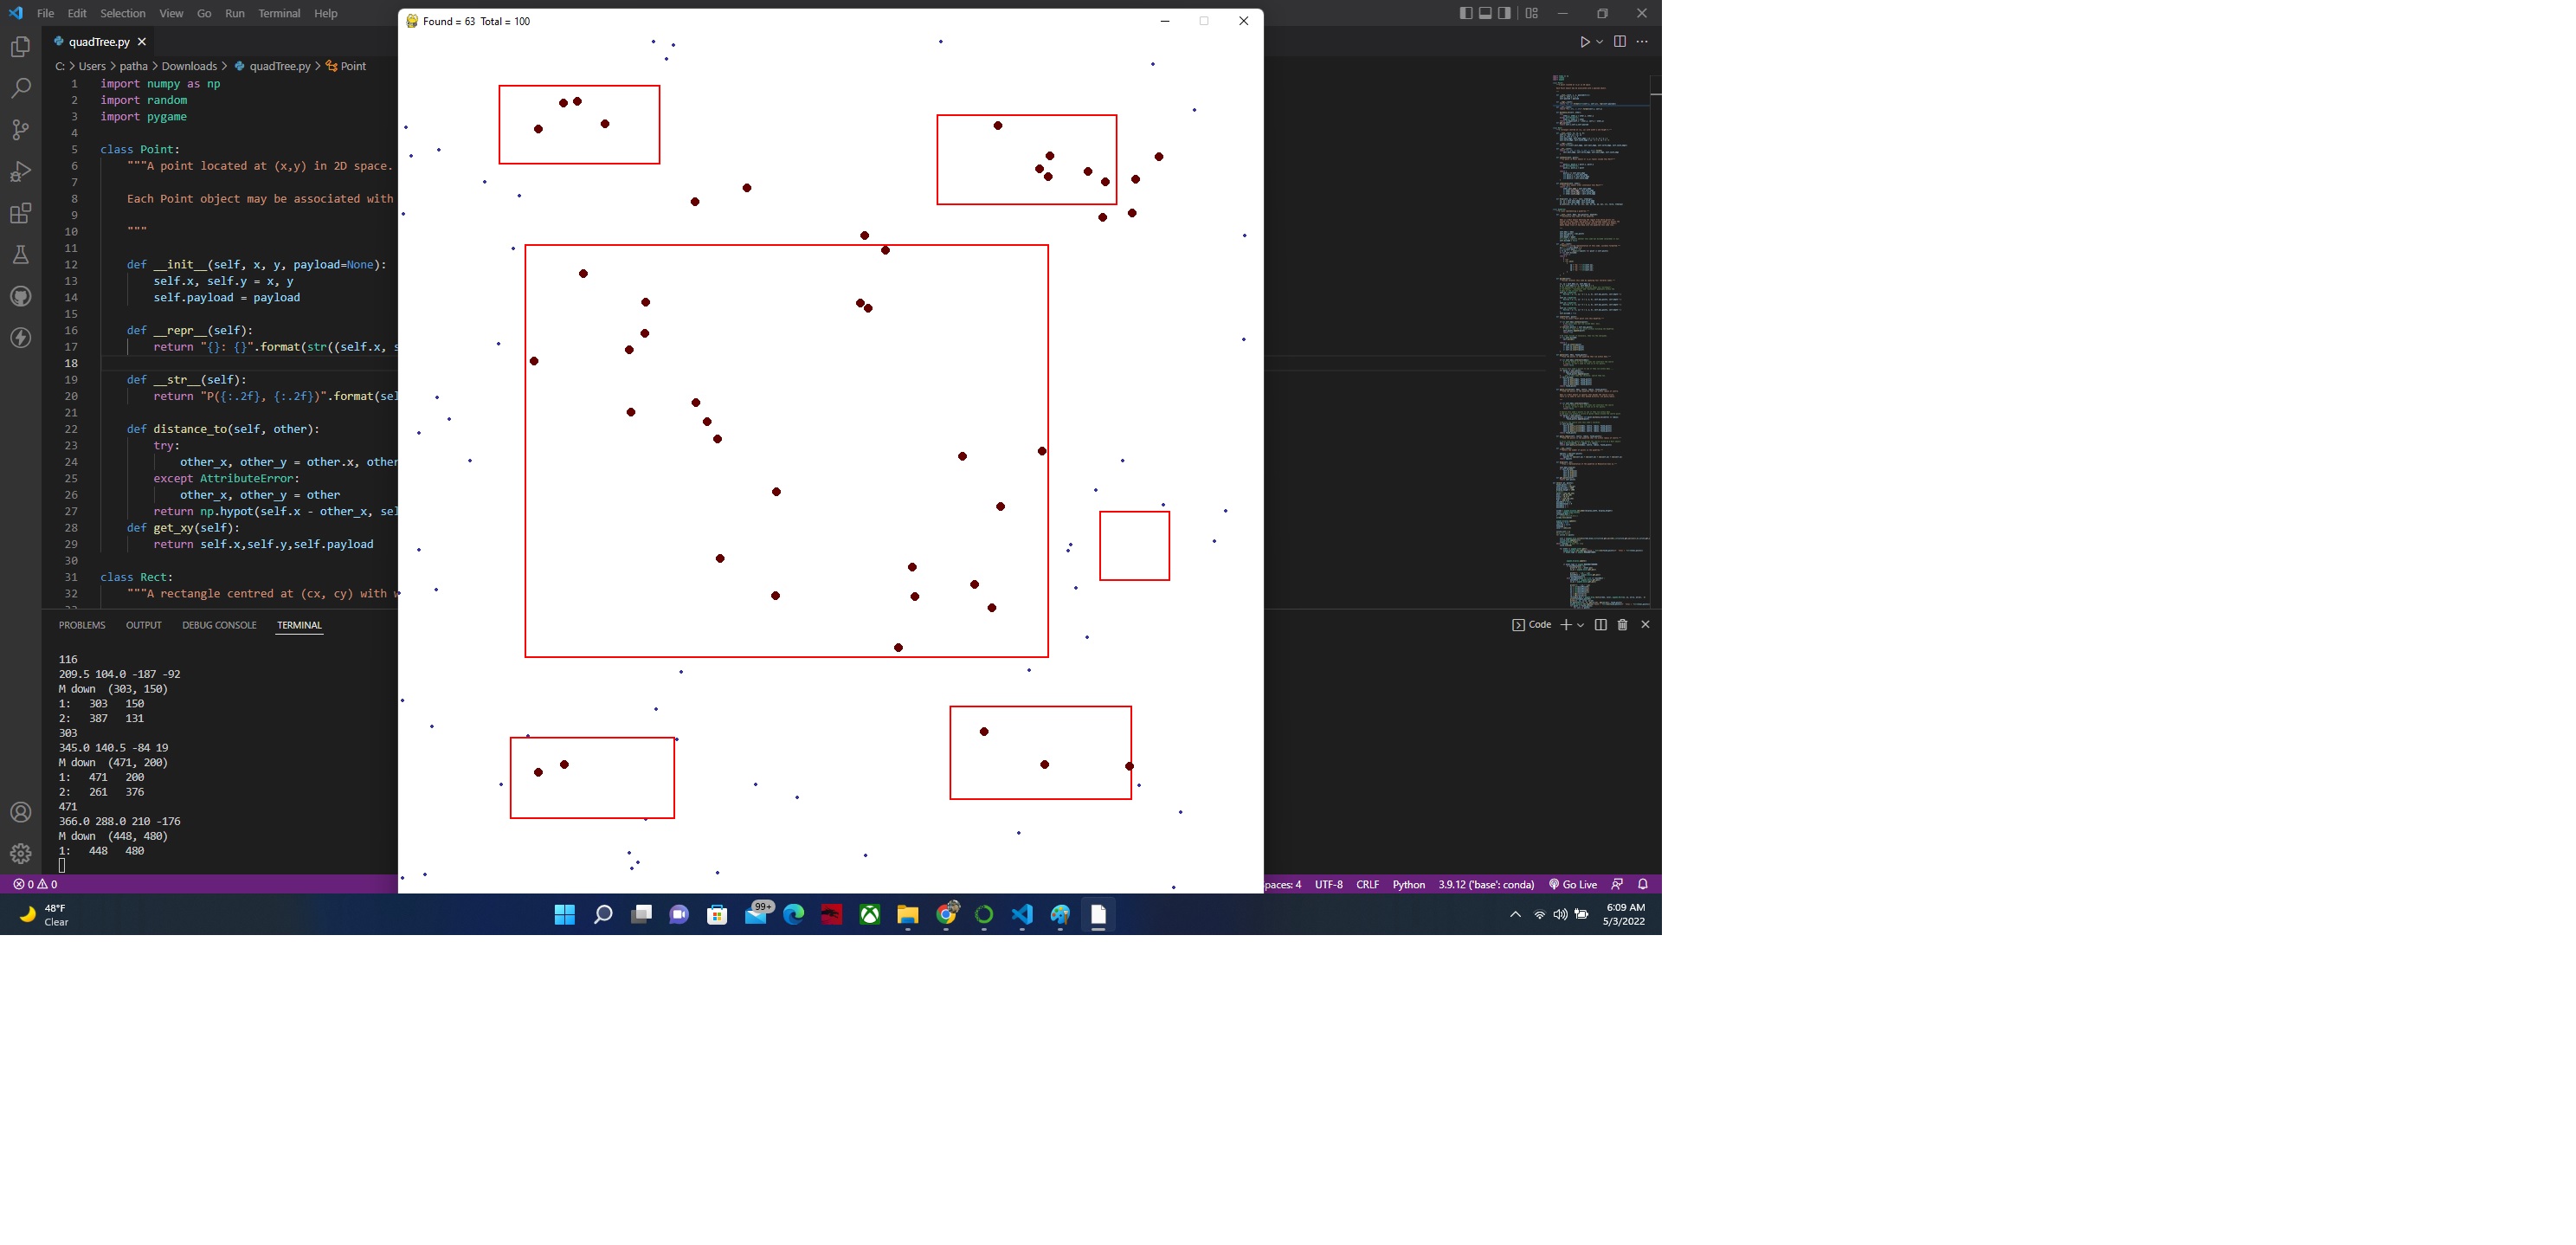 File Edit Selection View Go Run Terminal Help
Found = 63 Total = 100
quadTree.py
C: > Users > patha > Downloads > quadTree.py > Point
1 import numpy as np
2 import random
3 import pygame
4
5 class Point:
6 """A point located at (x,y) in 2D space.
7
8 Each Point object may be associated with
9
10 """
11
12 def __init__(self, x, y, payload=None):
13 self.x, self.y = x, y
14 self.payload = payload
15
16 def __repr__(self):
17 return "{}: {}".format(str((self.x, s
18
19 def __str__(self):
20 return "P({:.2f}, {:.2f})".format(sel
21
22 def distance_to(self, other):
23 try:
24 other_x, other_y = other.x, other
25 except AttributeError:
26 other_x, other_y = other
27 return np.hypot(self.x - other_x, sel
28 def get_xy(self):
29 return self.x,self.y,self.payload
30
31 class Rect:
32 """A rectangle centred at (cx, cy) with w
PROBLEMS OUTPUT DEBUG CONSOLE TERMINAL
Code
116
209.5 104.0 -187 -92
M down (303, 150)
1: 303 150
2: 387 131
303
345.0 140.5 -84 19
M down (471, 200)
1: 471 200
2: 261 376
471
366.0 288.0 210 -176
M down (448, 480)
1: 448 480
0 0
paces: 4 UTF-8 CRLF Python 3.9.12 ('base': conda) Go Live
48°F
Clear
99+
6:09 AM
5/3/2022